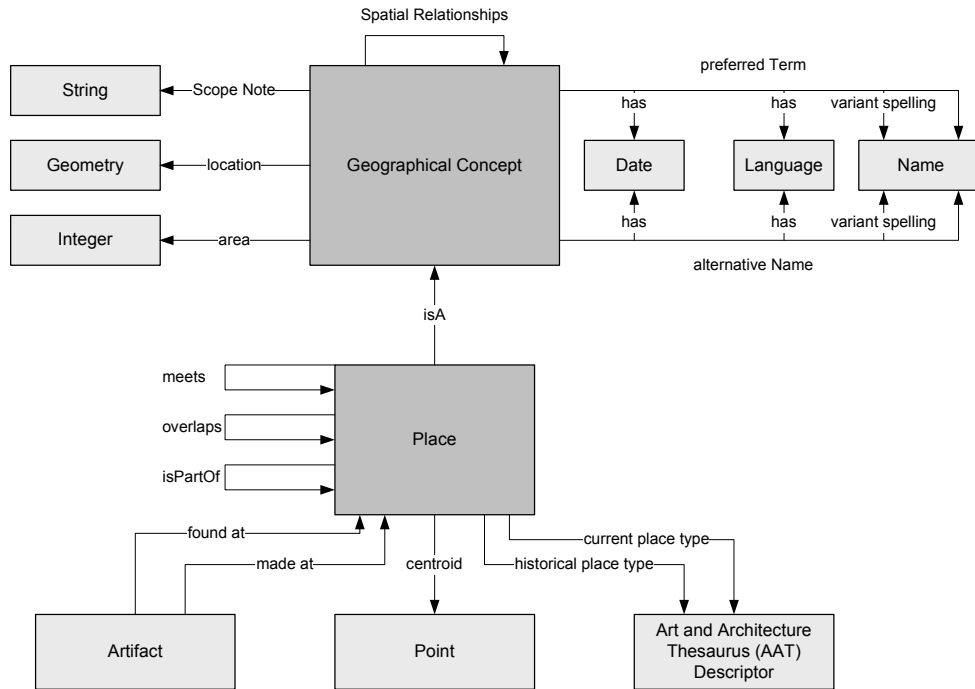 Spatial Relationships
String
Scope Note
preferred Term
has
has
variant spelling
Geometry
location
Geographical Concept
Date
Language
Name
Integer
area
has
has
variant spelling
alternative Name
isA
meets
overlaps
Place
isPartOf
found at
current place type
made at
centroid
historical place type
Artifact
Point
Art and Architecture
Thesaurus (AAT)
Descriptor